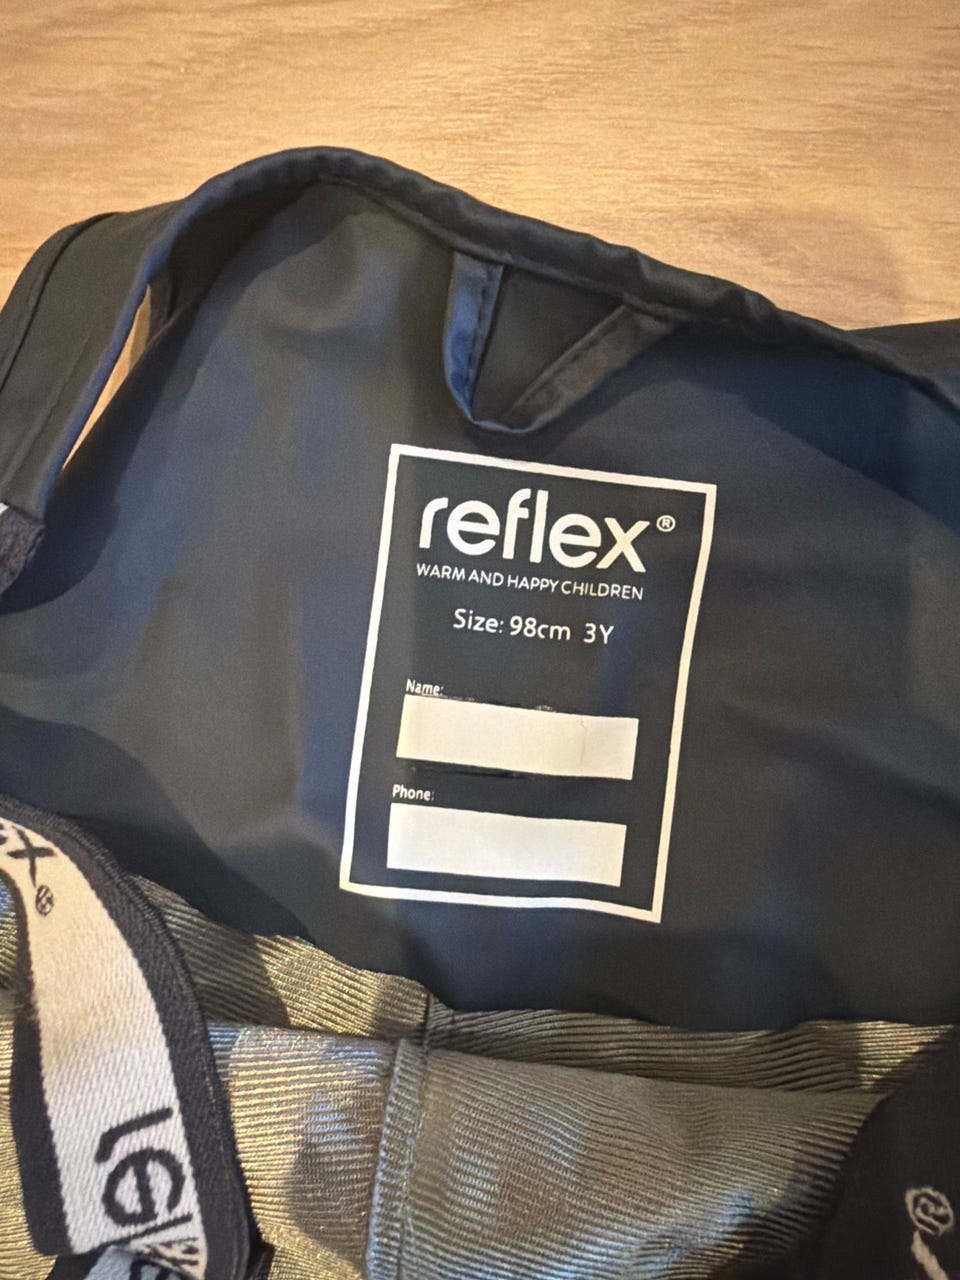 reflex®
WARM AND HAPPY CHILDREN
Size: 98cm 3Y
Name:
Phone: